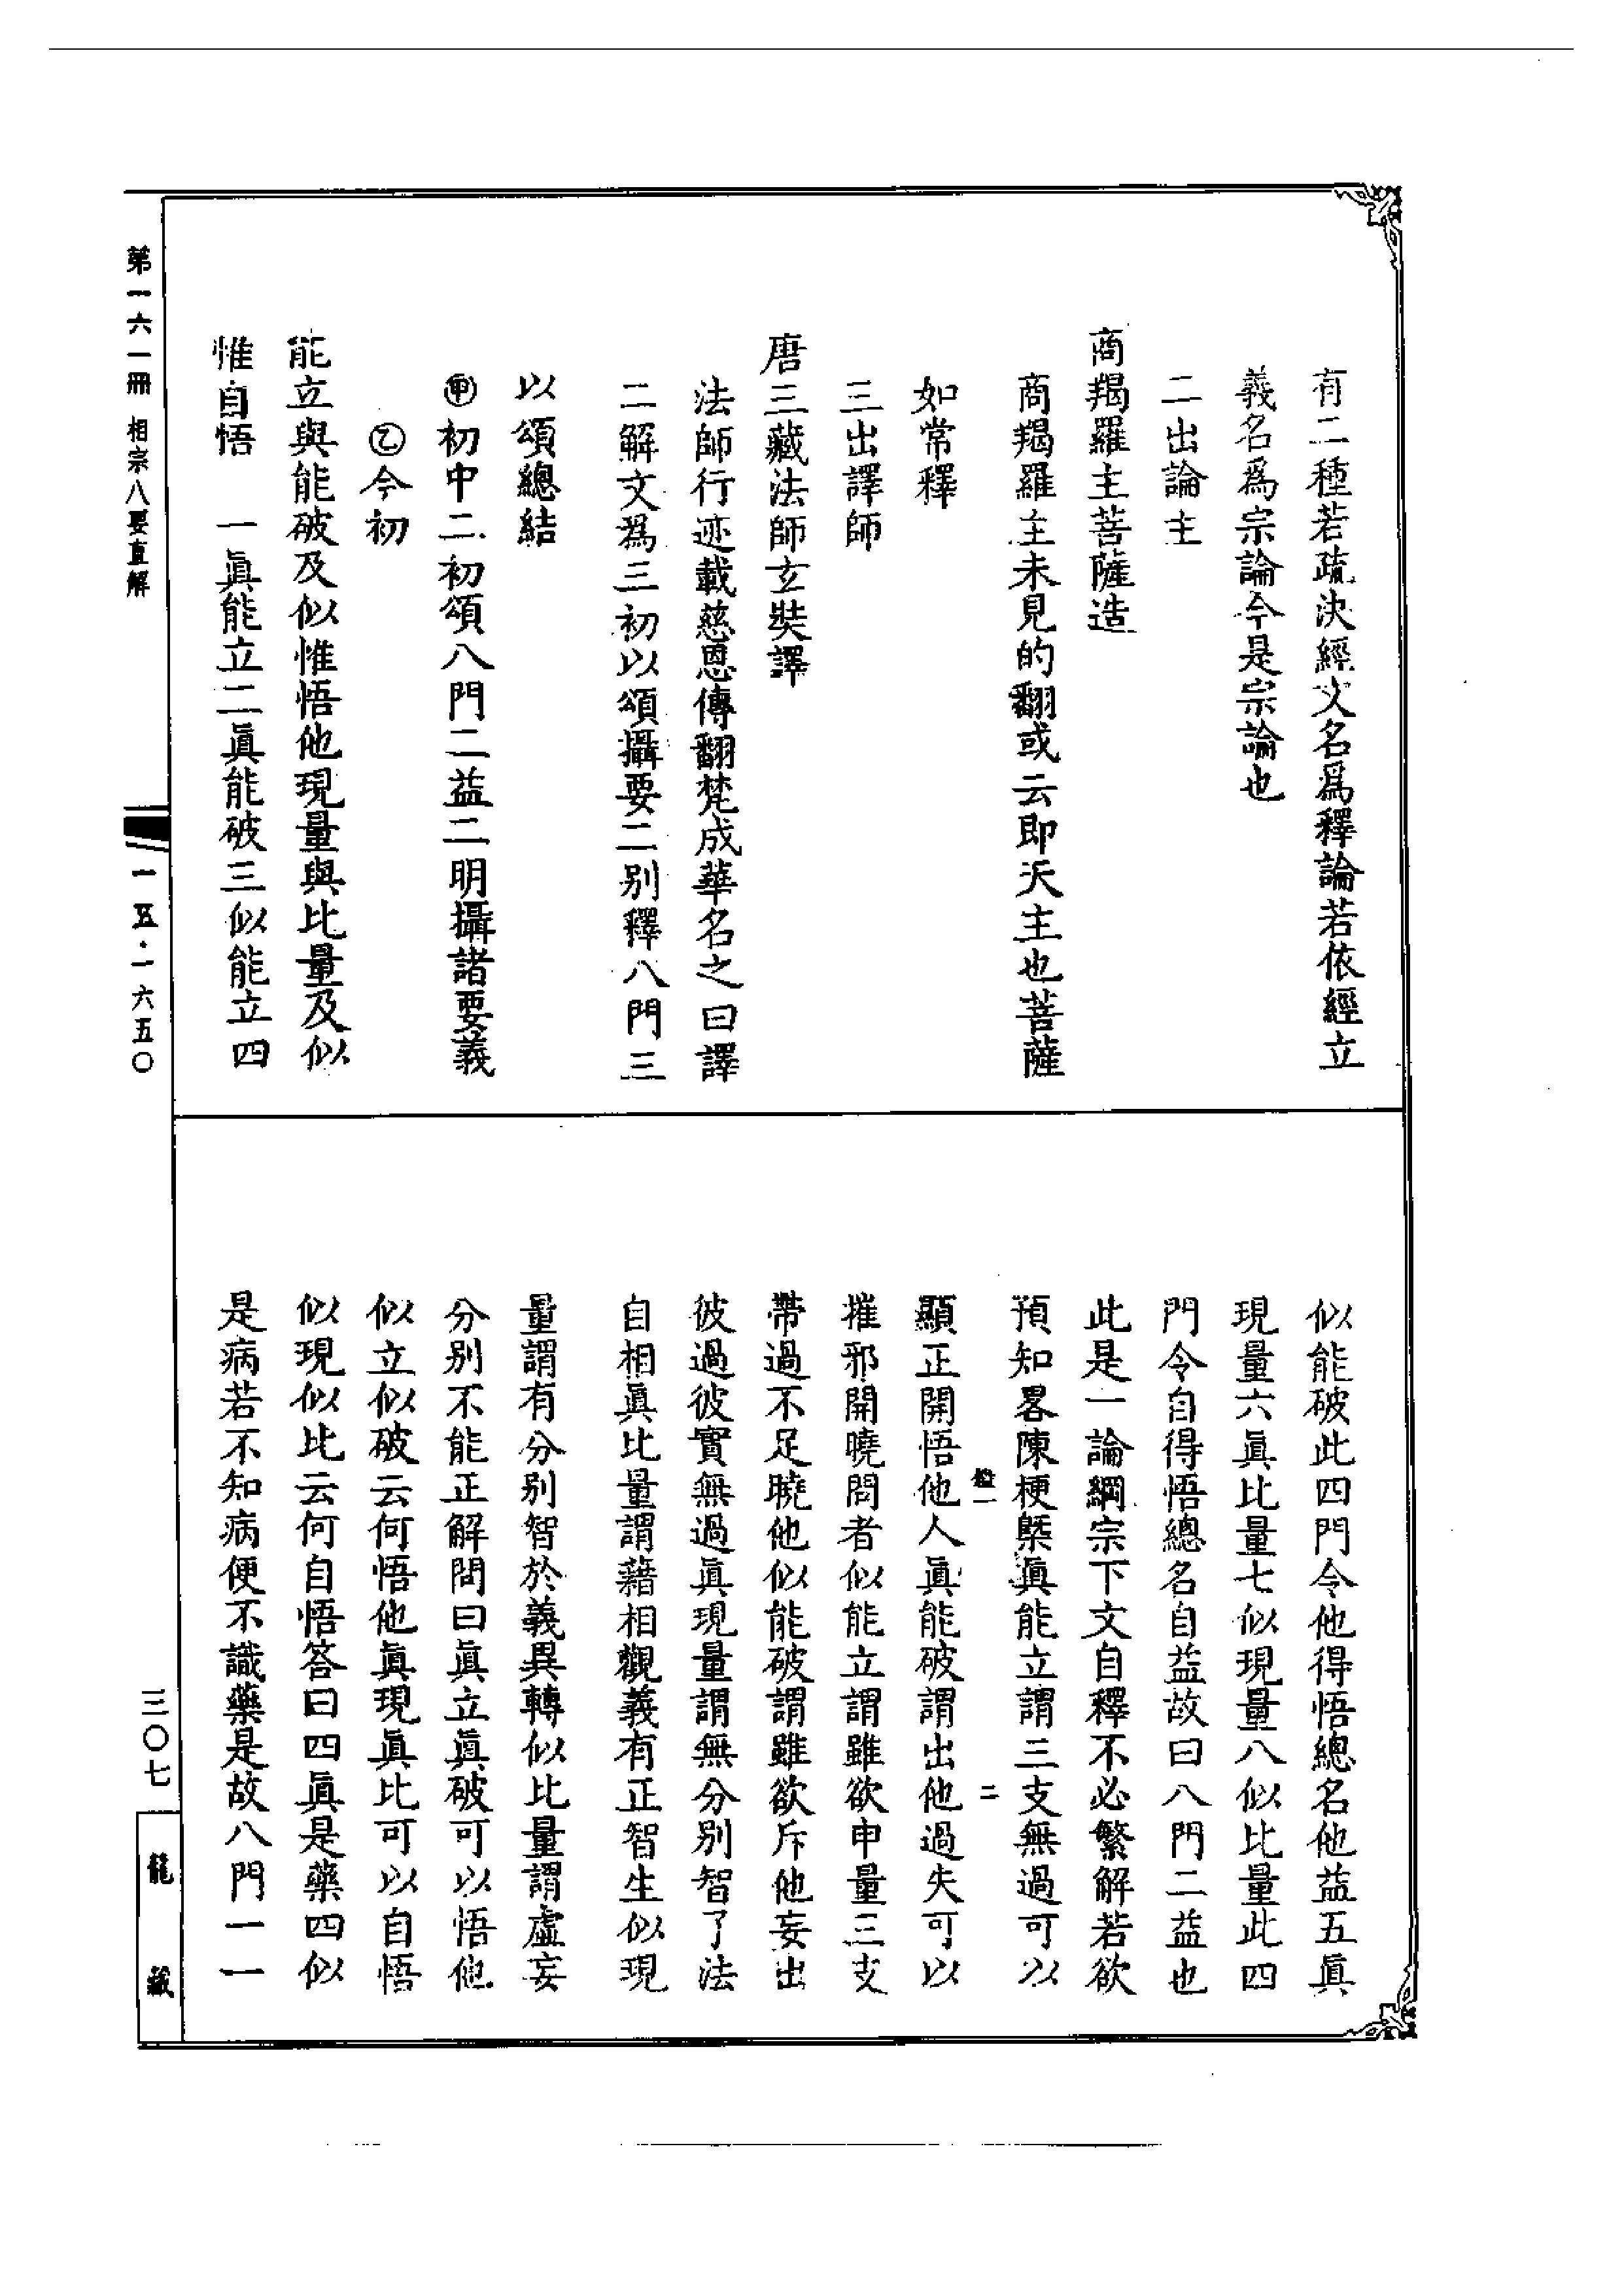 有二種若疏決經文名爲釋論若依經立
義名爲宗論今是宗論也
二出論主
商羯羅主菩薩造
商羯羅主未見的翻或云即天主也菩薩
如常釋
三出譯師
唐三藏法師玄奘譯
法師行迹載慈恩傳翻梵成華名之曰譯
二解文爲三初以頌攝要二别釋八門三
以頌總結
㊙初中二初頌八門二益二明攝諸要義
乙今初
能立與能破及似惟悟他現量與比量及似
惟自悟 一眞能立二眞能破三似能立四
似能破此四門令他得悟總名他益五眞
現量六眞比量七似現量八似比量此四
門令自得悟總名自益故曰八門二益也
此是一論綱宗下文自釋不必繁解若欲
預知畧陳梗槩眞能立謂三支無過可以
顯正開悟他人眞能破謂出他過失可以
摧邪開曉問者似能立謂雖欲申量三支
帶過不足曉他似能破謂雖欲斥他妄出
彼過彼實無過眞現量謂無分别智了法
自相眞比量謂藉相觀義有正智生似現
量謂有分别智於義異轉似比量謂虛妄
分别不能正解問曰眞立眞破可以悟他
似立似破云何悟他眞現眞比可以自悟
似現似比云何自悟答曰四眞是藥四似
是病若不知病便不識藥是故八門一一
二
第一六一冊 相宗八要直解
一五·一六五〇
三〇七
龍藏